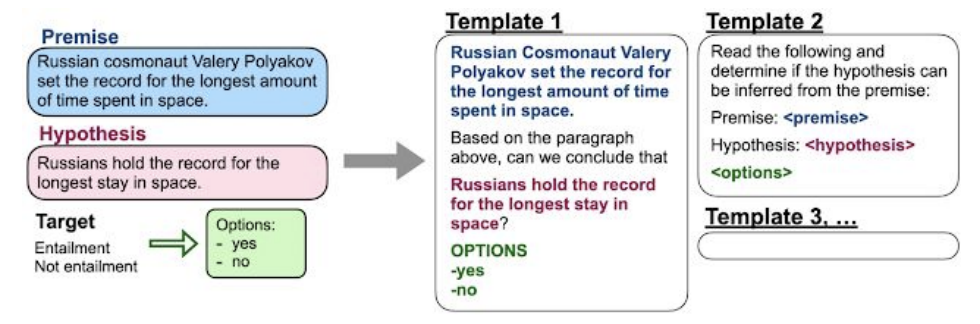 Premise
Russian cosmonaut Valery Polyakov
set the record for the longest amount
of time spent in space.
Hypothesis
Russians hold the record for the
longest stay in space.
Target
Entailment
Not entailment
Options:
- yes
- no
Template 1
Russian Cosmonaut Valery
Polyakov set the record for
the longest amount of time
spent in space.
Based on the paragraph
above, can we conclude that
Russians hold the record
for the longest stay in
space?
OPTIONS
-yes
-no
Template 2
Read the following and
determine if the hypothesis can
be inferred from the premise:
Premise: <premise>
Hypothesis: <hypothesis>
<options>
Template 3, …